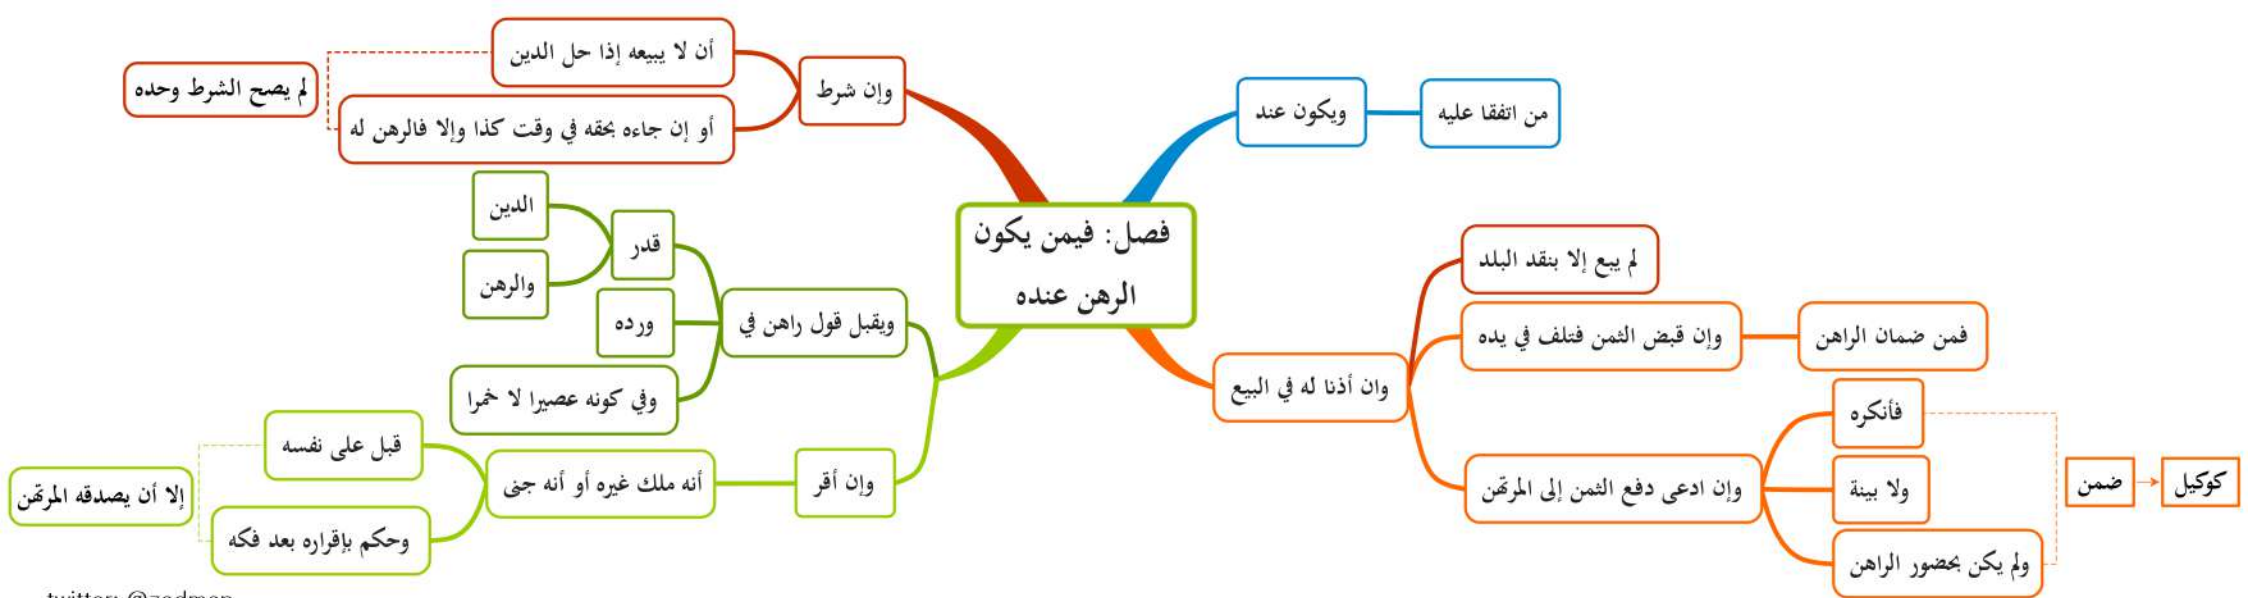 فصل: فيمن يكون
الرهن عنده
ويكون عند
من اتفقا عليه
وان أذنا له في البيع
لم يبع إلا بنقد البلد
وإن قبض الثمن فتلف في يده
فمن ضمان الراهن
وإن ادعى دفع الثمن إلى المرتهن
فأنكره
ولا بينة
ولم يكن بحضور الراهن
ضمن
كوكيل
وإن شرط
أن لا يبيعه إذا حل الدين
أو إن جاءه بحقه في وقت كذا وإلا فالرهن له
لم يصح الشرط وحده
ويقبل قول راهن في
قدر
الدين
والرهن
ورده
وفي كونه عصيرا لا خمرا
وإن أقر
أنه ملك غيره أو أنه جنى
قبل على نفسه
وحكم بإقراره بعد فكه
إلا أن يصدقه المرتهن